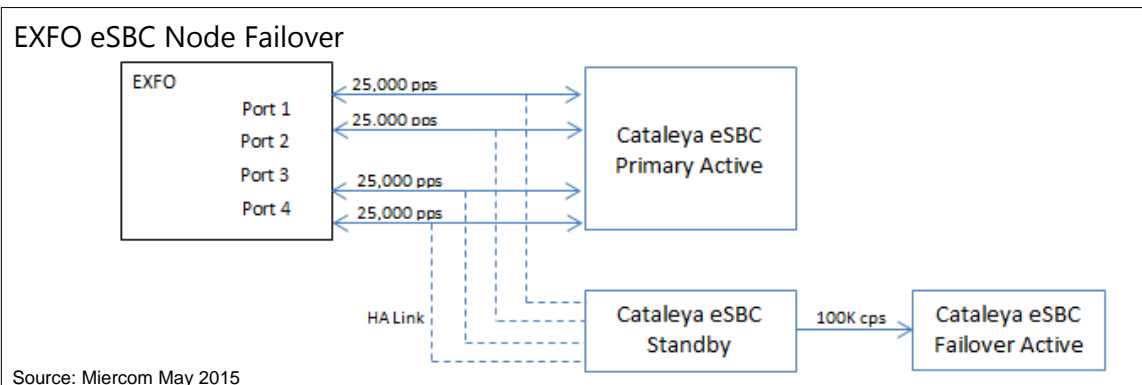 EXFO eSBC Node Failover
EXFO
Port 1
Port 2
Port 3
Port 4
25,000 pps
25.000 pps
25,000 pps
25,000 pps
Cataleya eSBC
Primary Active
HA Link
Cataleya eSBC
Standby
100K cps
Cataleya eSBC
Failover Active
Source: Miercom May 2015